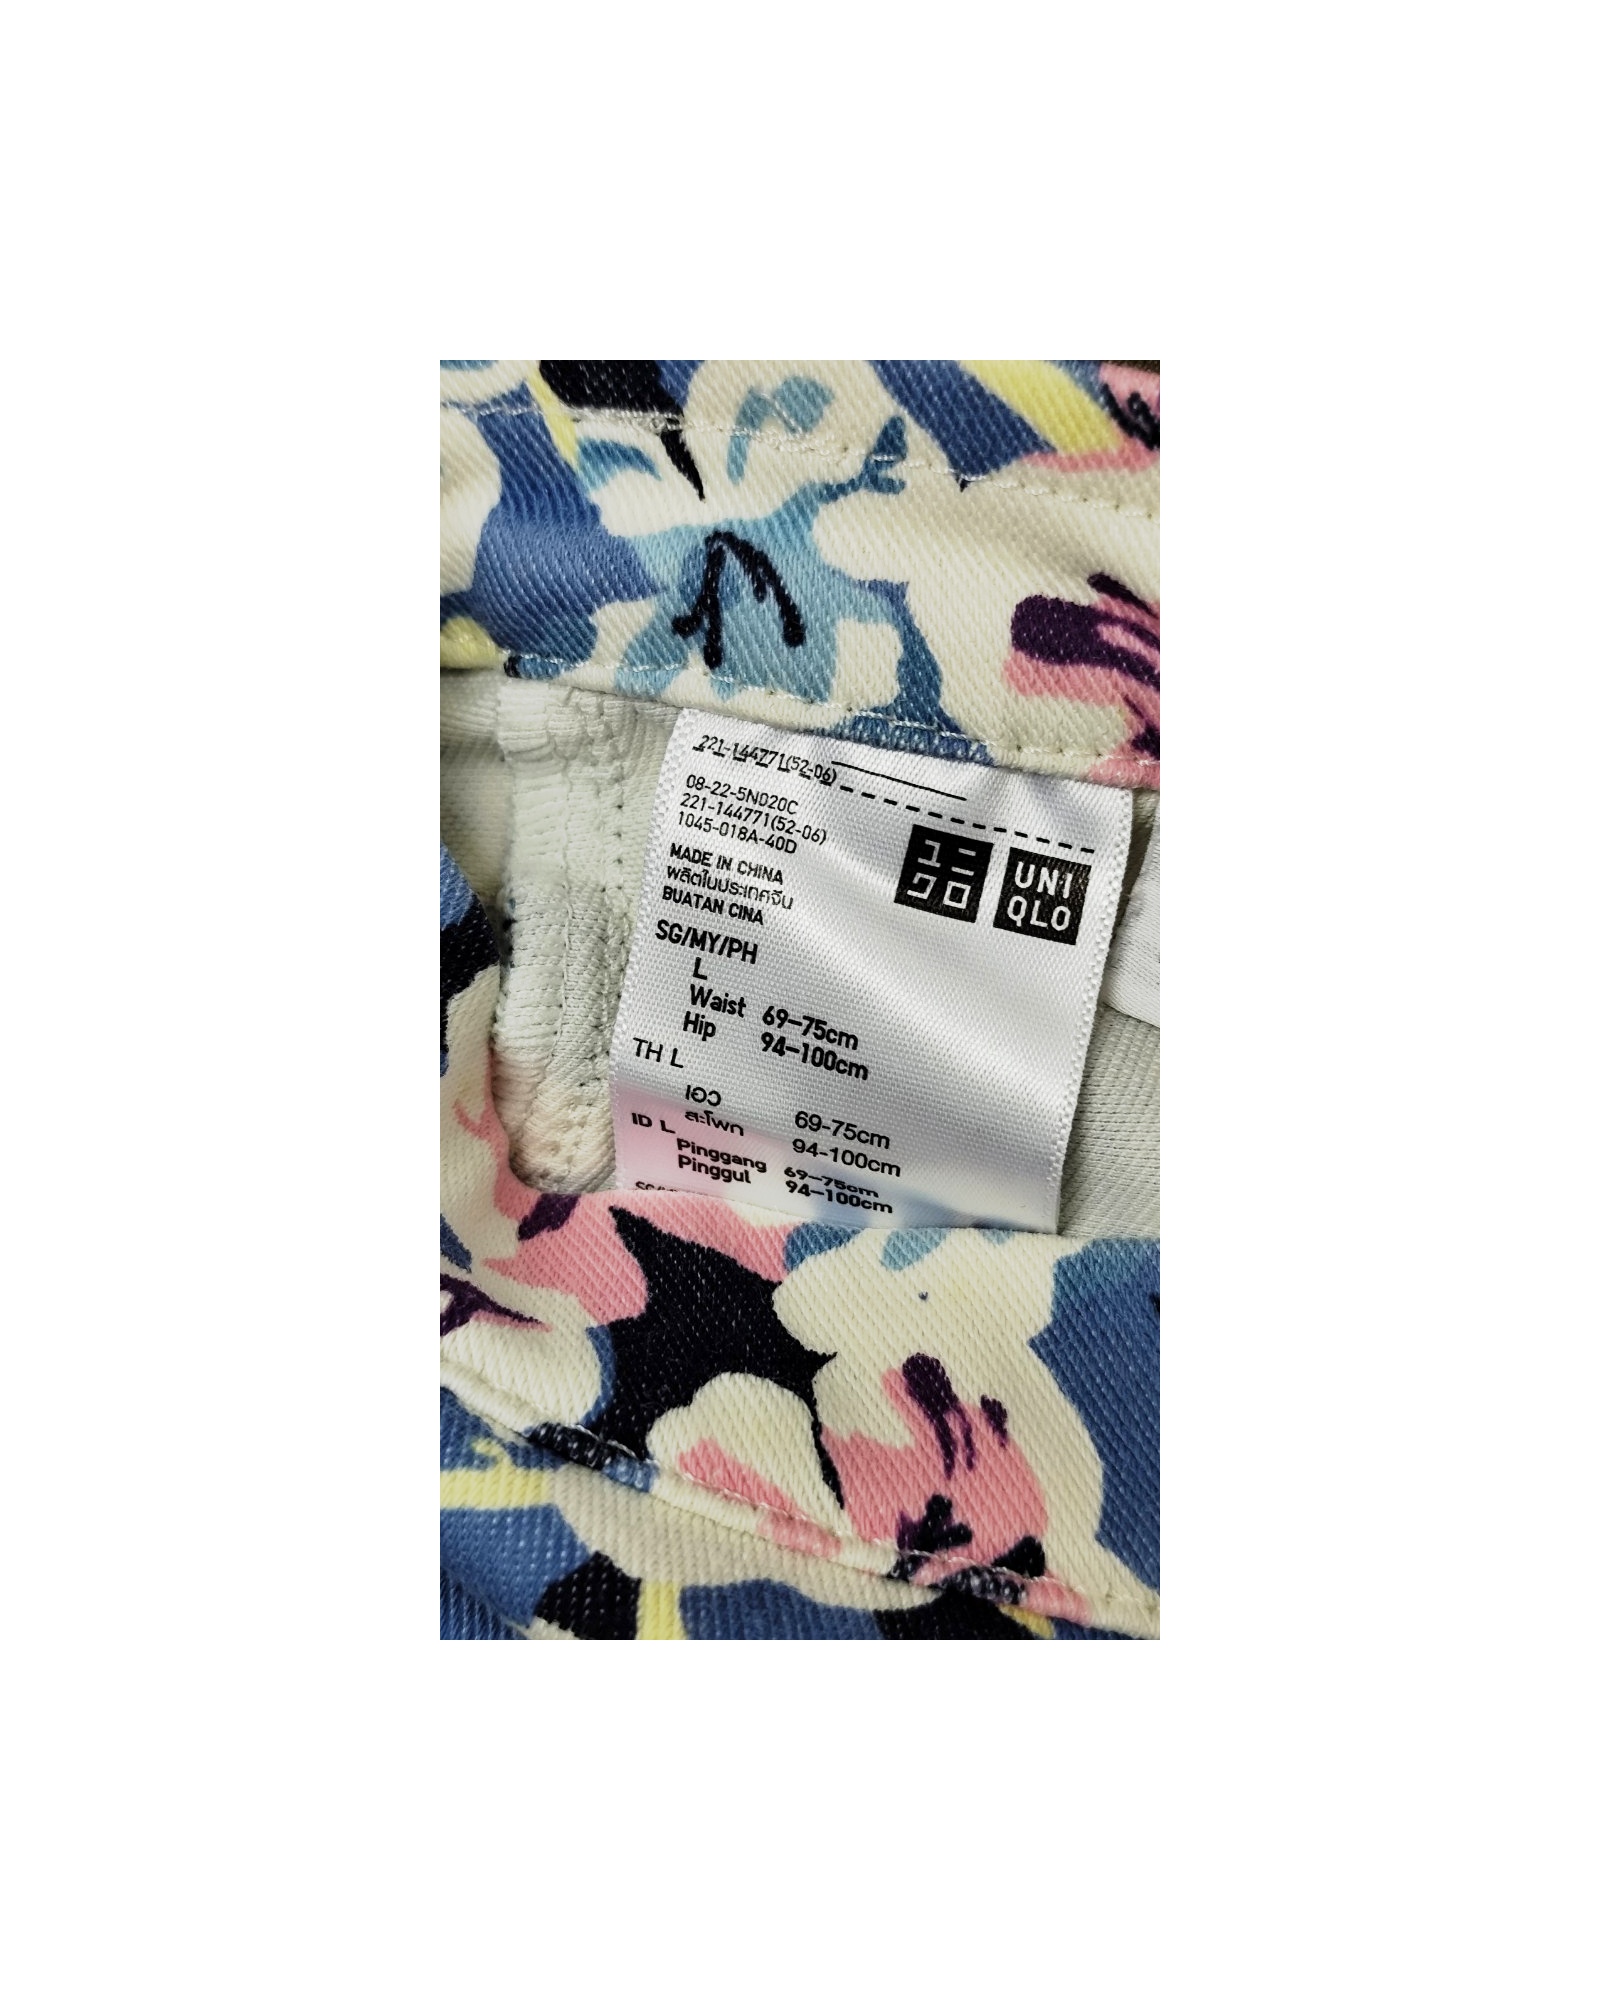 221-144771(52-06)
08-22-5N020C
221-144771(52-06)
1045-018A-40D
ユニクロ
UNIQLO
MADE IN CHINA
ผลิตในประเทศจีน
BUATAN CINA
SG/MY/PH
L
Waist 69–75cm
Hip 94–100cm
TH L
เอว 69-75cm
สะโพก 94-100cm
ID L
Pinggang 69–75cm
Pinggul 94–100cm